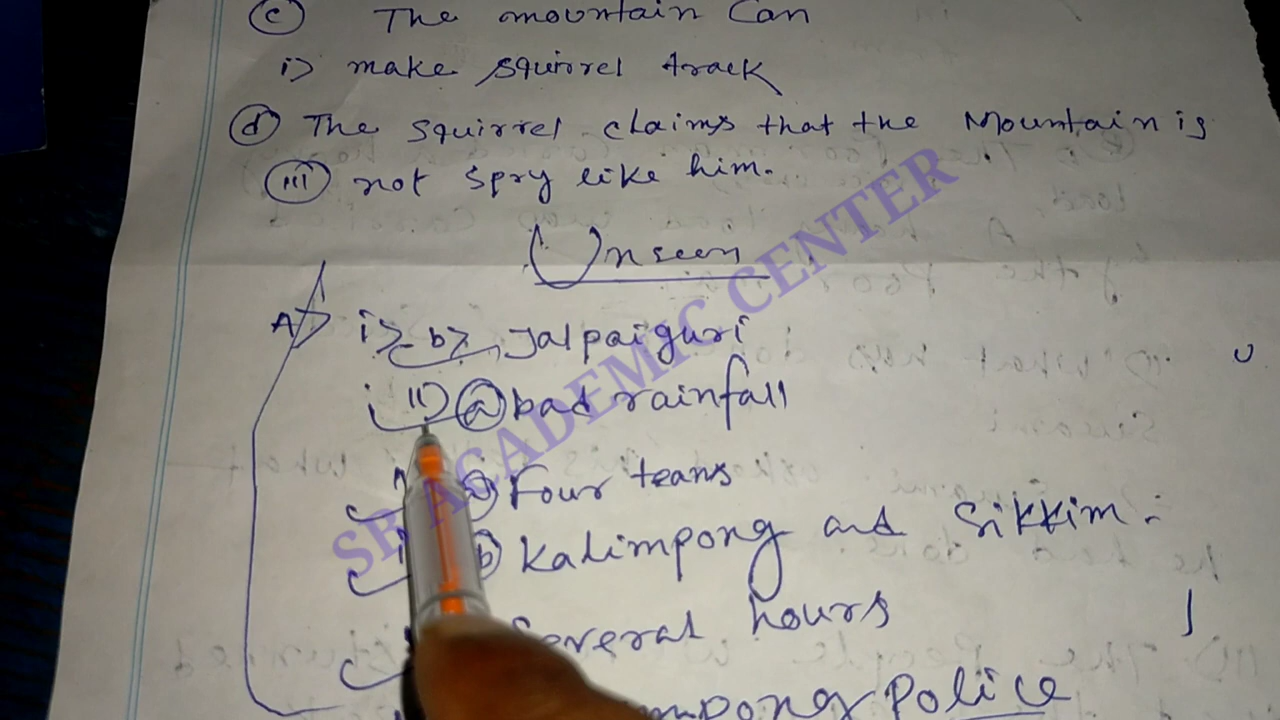 (c) The mountain Can
i> make squirrel track
(d) The squirrel claims that the Mountain is
(iii) not spry like him.
Unseen
A> i> b> Jalpaiguri
ii) (a) bad rainfall
(a) Four teans
(b) Kalimpong and Sikkim.
Several hours
Police
SR ACADEMIC CENTER